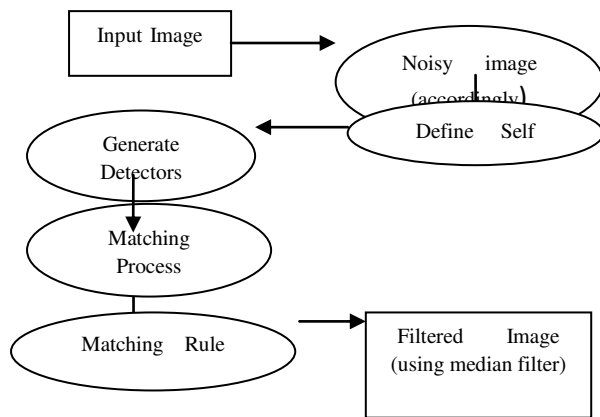 Input Image
Noisy image
(accordingly)
Define Self
Generate
Detectors
Matching
Process
Matching Rule
Filtered Image
(using median filter)